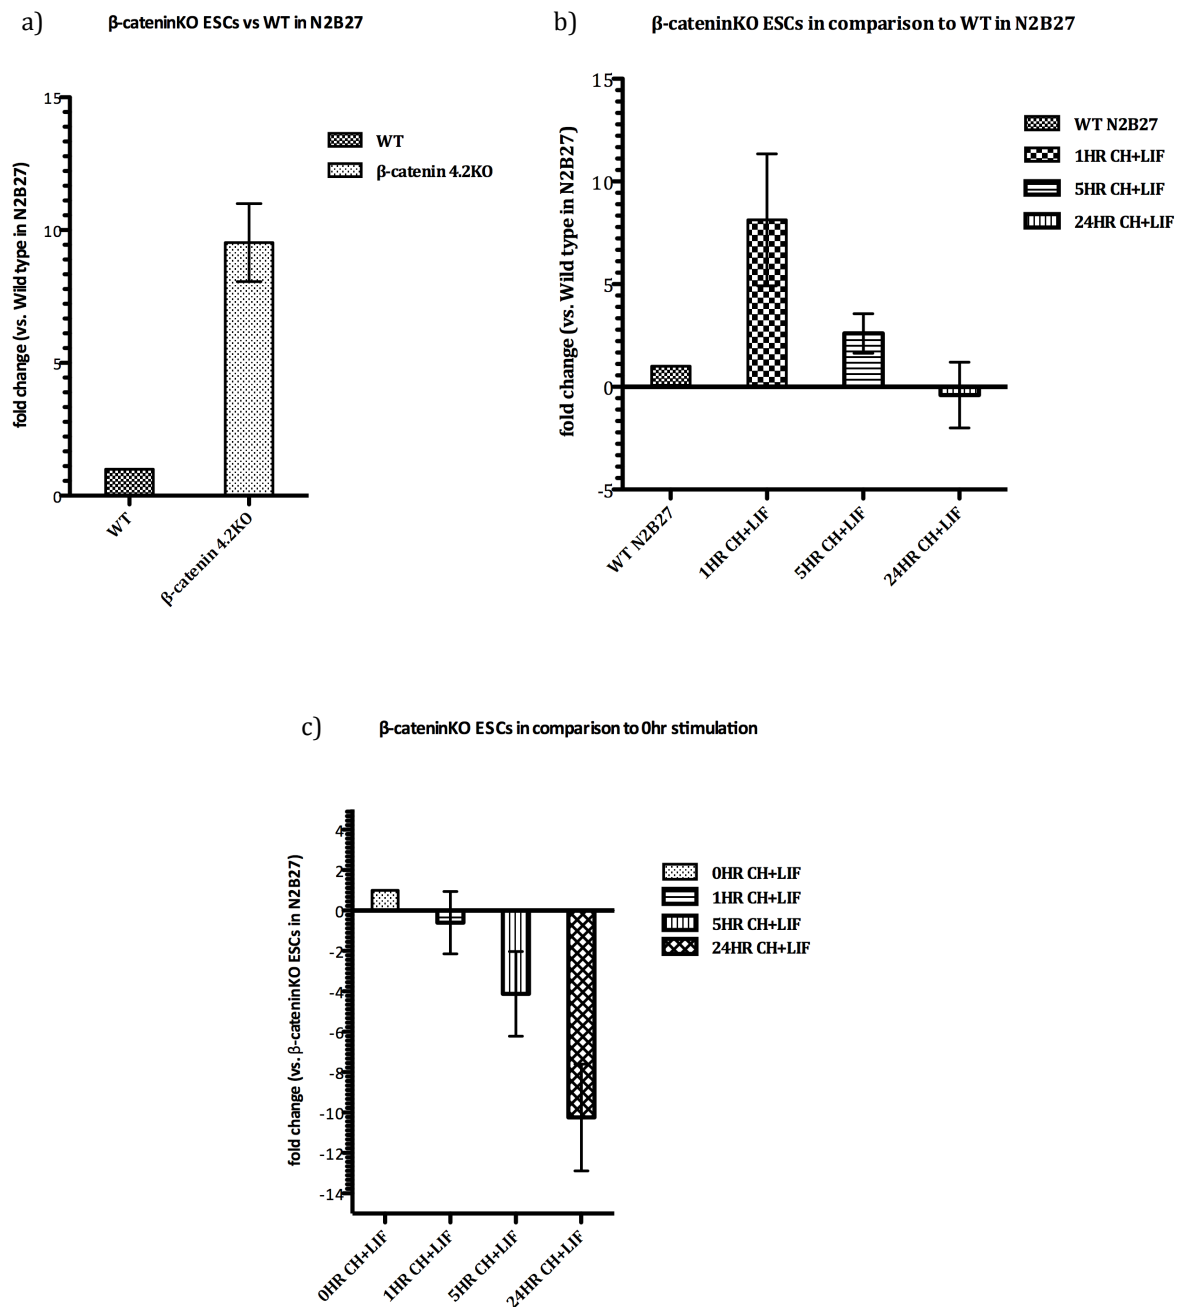 a)
β-cateninKO ESCs vs WT in N2B27
fold change (vs. Wild type in N2B27)
15
10
5
0
WT
β-catenin 4.2KO
WT
β-catenin 4.2KO
b)
β-cateninKO ESCs in comparison to WT in N2B27
fold change (vs. Wild type in N2B27)
15
10
5
0
-5
WT N2B27
1HR CH+LIF
5HR CH+LIF
24HR CH+LIF
WT N2B27
1HR CH+LIF
5HR CH+LIF
24HR CH+LIF
c)
β-cateninKO ESCs in comparison to 0hr stimulation
fold change (vs. β-cateninKO ESCs in N2B27)
4
2
0
-2
-4
-6
-8
-10
-12
-14
0HR CH+LIF
1HR CH+LIF
5HR CH+LIF
24HR CH+LIF
0HR CH+LIF
1HR CH+LIF
5HR CH+LIF
24HR CH+LIF